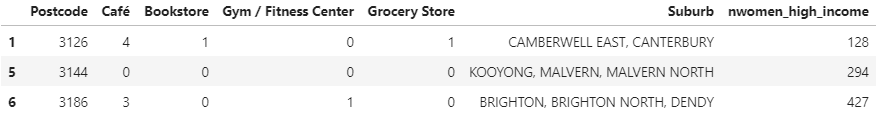 Postcode Café Bookstore Gym / Fitness Center Grocery Store Suburb nwomen_high_income
1 3126 4 1 0 1 CAMBERWELL EAST, CANTERBURY 128
5 3144 0 0 0 0 KOOYONG, MALVERN, MALVERN NORTH 294
6 3186 3 0 1 0 BRIGHTON, BRIGHTON NORTH, DENDY 427